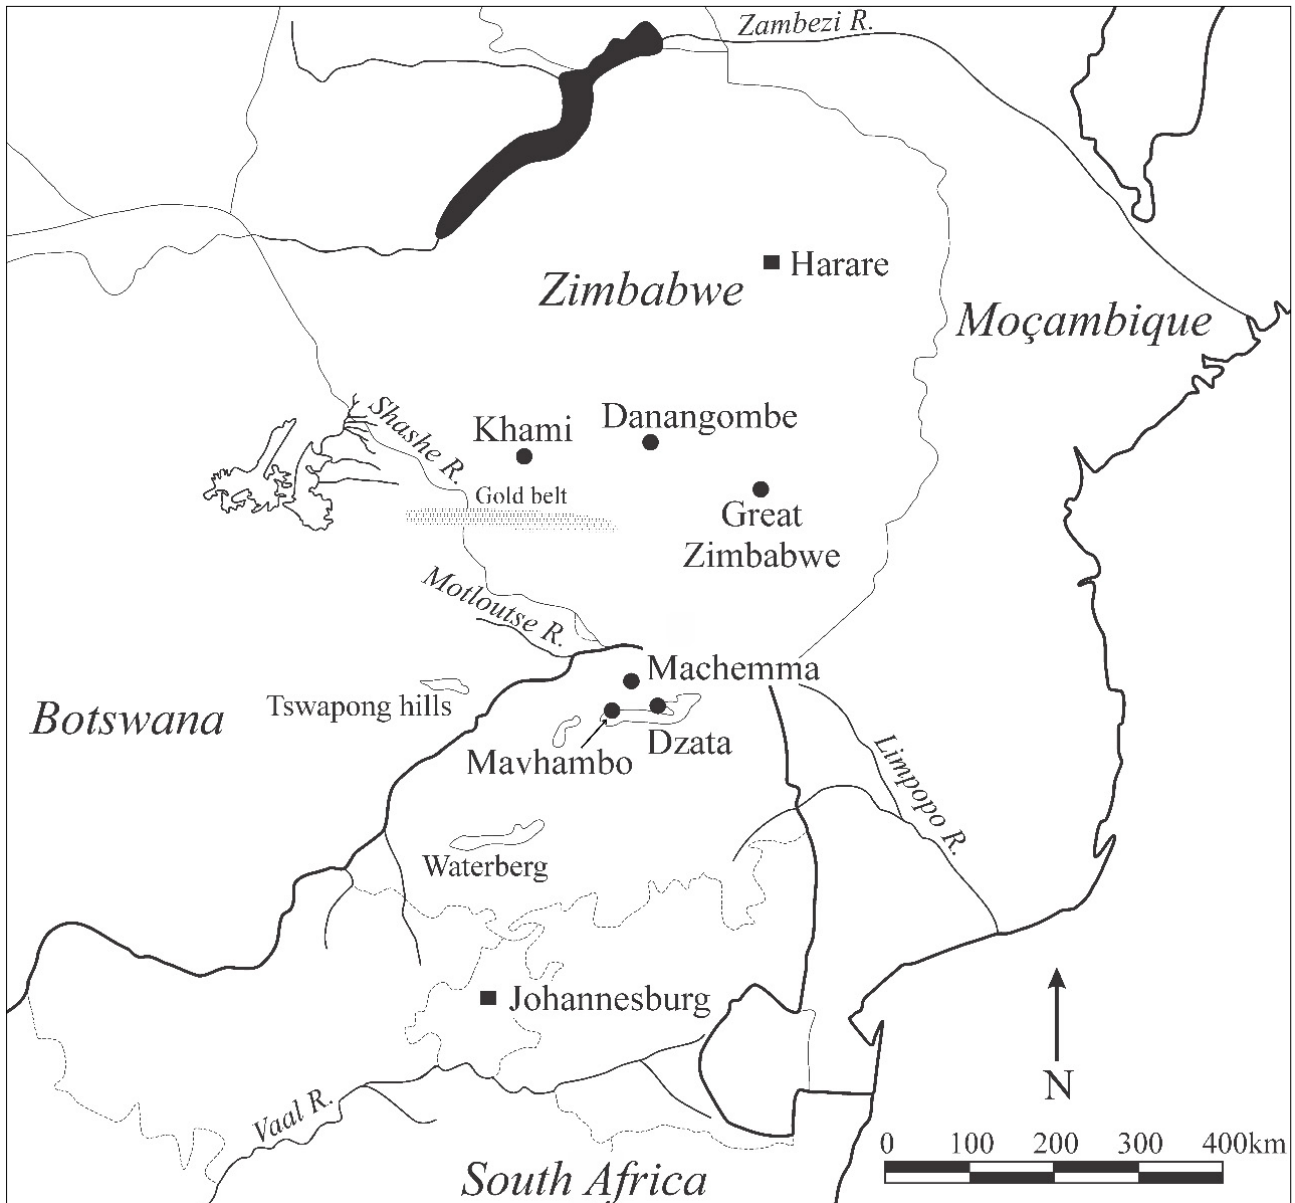 Zambezi R.
Harare
Zimbabwe
Moçambique
Shashe R.
Khami
Danangombe
Gold belt
Great
Zimbabwe
Motloutse R.
Machemma
Tswapong hills
Botswana
Dzata
Mavhambo
Limpopo R.
Waterberg
Johannesburg
N
Vaal R.
0 100 200 300 400km
South Africa